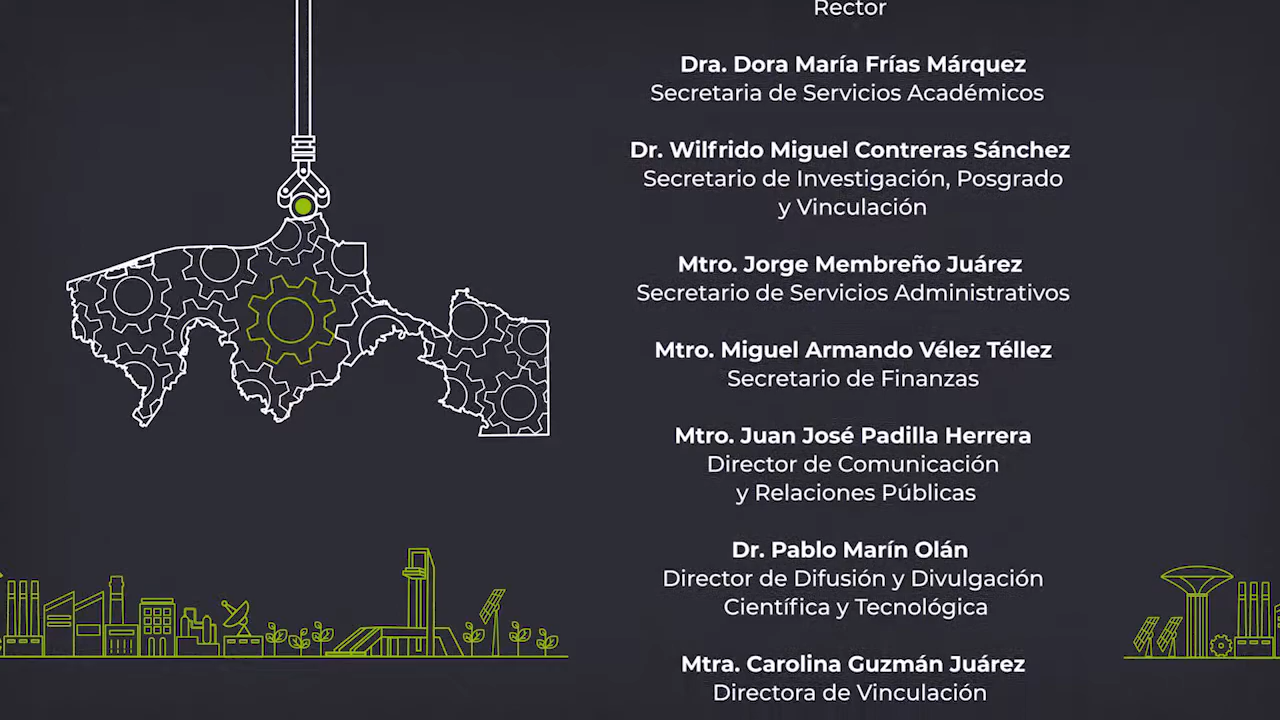 Rector
Dra. Dora María Frías Márquez
Secretaria de Servicios Académicos
Dr. Wilfrido Miguel Contreras Sánchez
Secretario de Investigación, Posgrado
y Vinculación
Mtro. Jorge Membreño Juárez
Secretario de Servicios Administrativos
Mtro. Miguel Armando Vélez Téllez
Secretario de Finanzas
Mtro. Juan José Padilla Herrera
Director de Comunicación
y Relaciones Públicas
Dr. Pablo Marín Olán
Director de Difusión y Divulgación
Científica y Tecnológica
Mtra. Carolina Guzmán Juárez
Directora de Vinculación